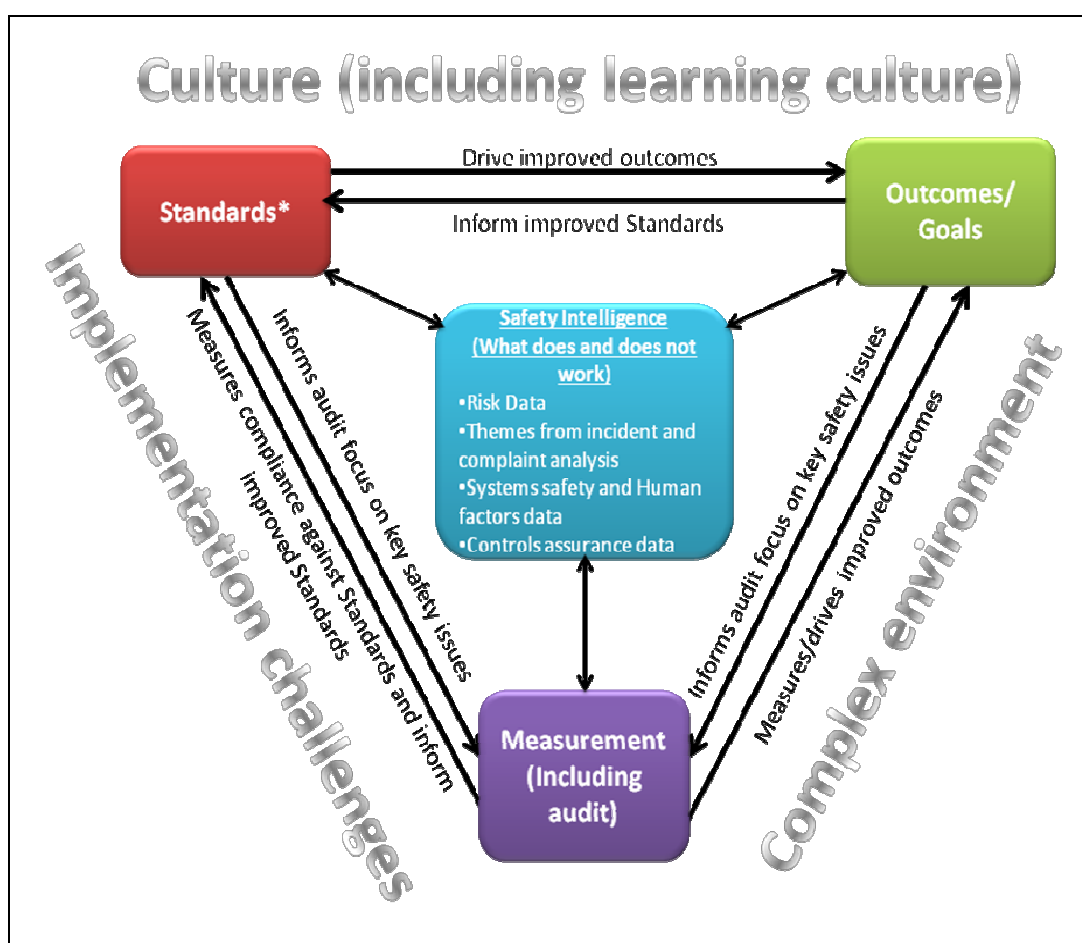 Culture (including learning culture)
Drive improved outcomes
Standards*
Outcomes/
Goals
Inform improved Standards
Safety Intelligence
(What does and does not
work)
•Risk Data
•Themes from incident and
complaint analysis
•Systems safety and Human
factors data
•Controls assurance data
Implementation challenges
Measures compliance against Standards and inform
improved Standards
Informs audit focus on key safety issues
Informs audit focus on key safety issues
Measures/drives improved outcomes
Complex environment
Measurement
(Including
audit)